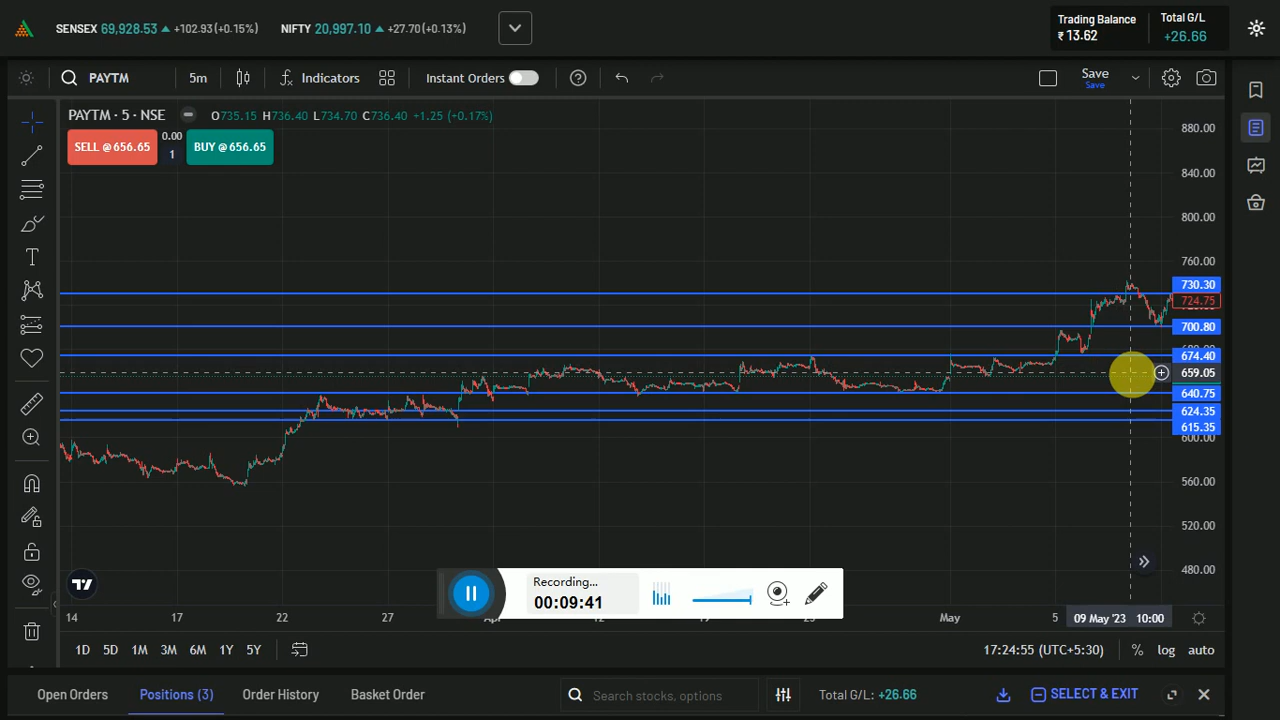 SENSEX 69,928.53 +102.93(+0.15%) NIFTY 20,997.10 +27.70(+0.13%)
Trading Balance
₹ 13.62
Total G/L:
+26.66
PAYTM 5m Indicators Instant Orders Save
Save
PAYTM · 5 · NSE O735.15 H736.40 L734.70 C736.40 +1.25 (+0.17%)
SELL @656.65
0.00
1
BUY @656.65
880.00
840.00
800.00
760.00
730.30
724.75
700.80
674.40
659.05
640.75
624.35
615.35
600.00
560.00
520.00
480.00
Recording...
00:09:41
14 17 22 27 May 5 09 May '23 10:00
1D 5D 1M 3M 6M 1Y 5Y 17:24:55 (UTC+5:30) % log auto
Open Orders Positions (3) Order History Basket Order Search stocks, options Total G/L: +26.66 SELECT & EXIT